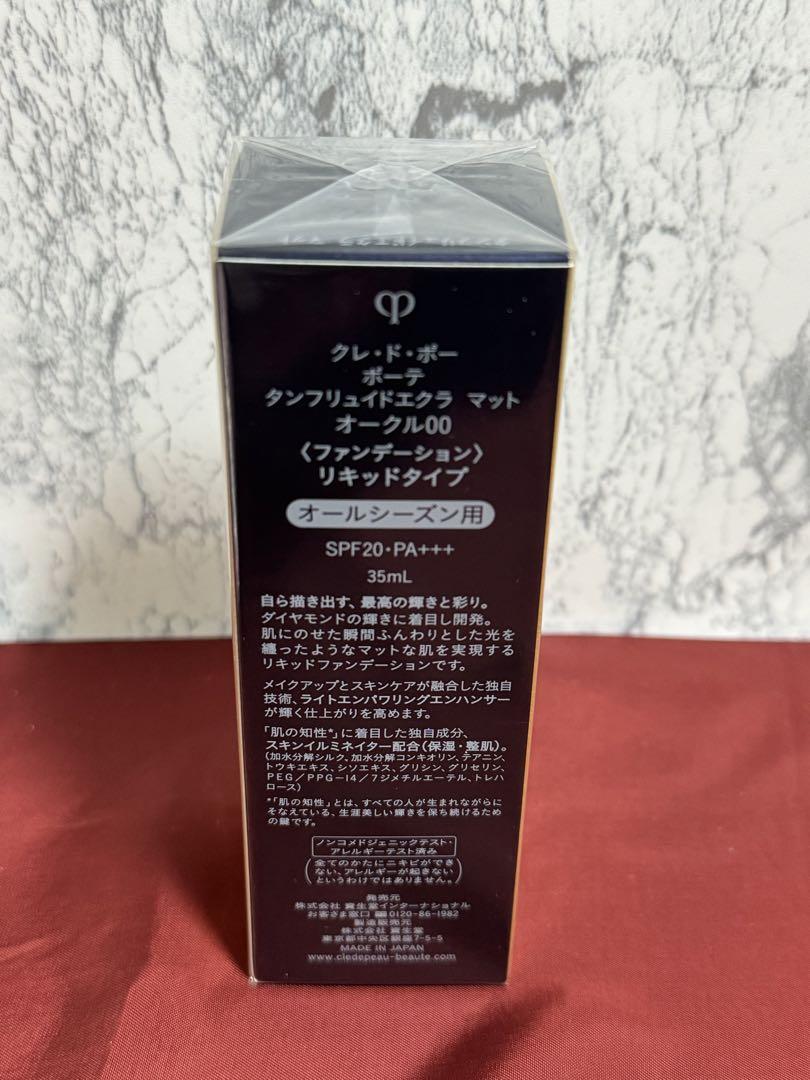 タンフリュイドエクラ マット
クレ・ド・ポー
ボーテ
タンフリュイドエクラ マット
オークル00
〈ファンデーション〉
リキッドタイプ
オールシーズン用
SPF20・PA+++
35mL
自ら描き出す、最高の輝きと彩り。
ダイヤモンドの輝きに着目し開発。
肌にのせた瞬間ふんわりとした光を
纏ったようなマットな肌を実現する
リキッドファンデーションです。
メイクアップとスキンケアが融合した独自
技術、ライトエンパワリングエンハンサー
が輝く仕上がりを高めます。
「肌の知性*」に着目した独自成分、
スキンイルミネイター配合(保湿・整肌)。
(加水分解シルク、加水分解コンキオリン、テアニン、
トウキエキス、シソエキス、グリシン、グリセリン、
PEG/PPG-14/7ジメチルエーテル、トレハ
ロース)
*「肌の知性」とは、すべての人が生まれながらに
そなえている、生涯美しい輝きを保ち続けるため
の鍵です。
ノンコメドジェニックテスト・
アレルギーテスト済み
(全てのかたにニキビができ
ない、アレルギーが起きない
というわけではありません。)
発売元
株式会社 資生堂インターナショナル
お客さま窓口 0120-86-1982
製造販売元
株式会社 資生堂
東京都中央区銀座7-5-5
MADE IN JAPAN
www.cledepeau-beaute.com